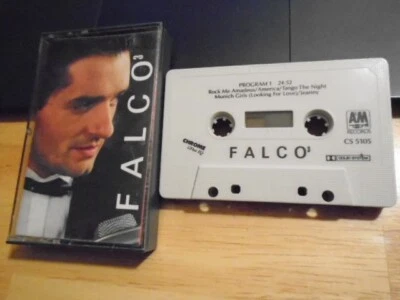 FALCO³
PROGRAM 1 24:52
Rock Me Amadeus/America/Tango The Night
Munich Girls (Looking For Love)/Jeanny
CHROME
A&M
RECORDS
CS 5105
FALCO³